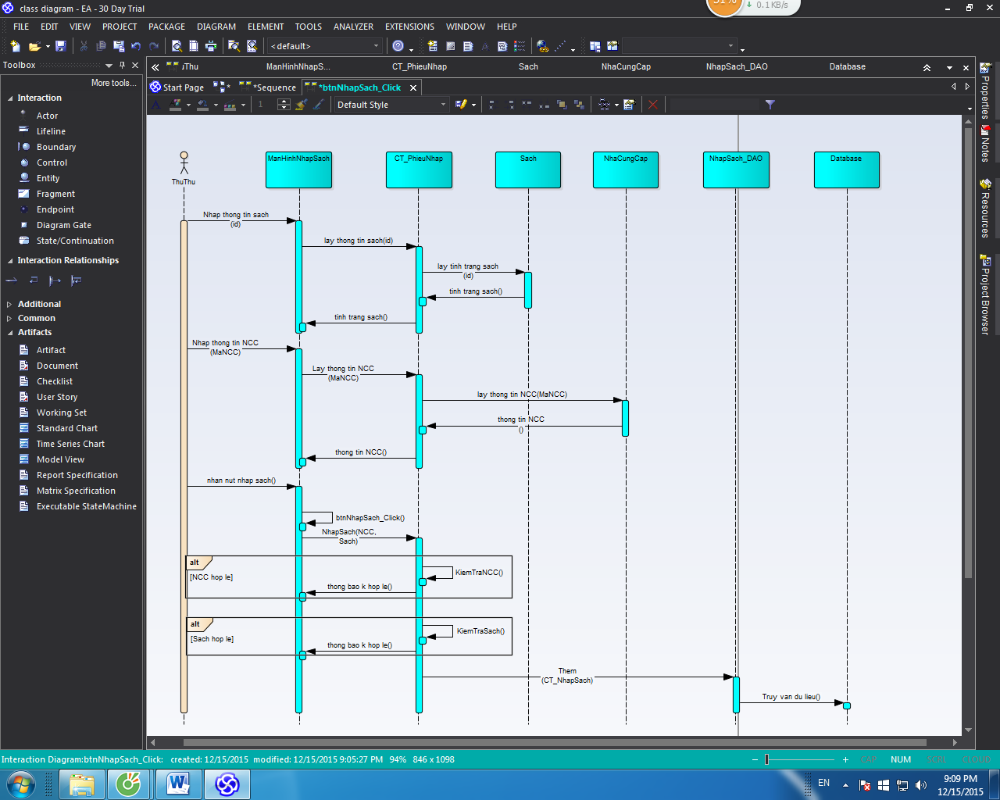 class diagram - EA - 30 Day Trial
51%
0.1 KB/s
FILE EDIT VIEW PROJECT PACKAGE DIAGRAM ELEMENT TOOLS ANALYZER EXTENSIONS WINDOW HELP
<default>
Toolbox
More tools...
Interaction
Actor
Lifeline
Boundary
Control
Entity
Fragment
Endpoint
Diagram Gate
State/Continuation
Interaction Relationships
Additional
Common
Artifacts
Artifact
Document
Checklist
User Story
Working Set
Standard Chart
Time Series Chart
Model View
Report Specification
Matrix Specification
Executable StateMachine
uThu ManHinhNhapS... CT_PhieuNhap Sach NhaCungCap NhapSach_DAO Database
Start Page * *Sequence *btnNhapSach_Click
1 Default Style
ThuThu
ManHinhNhapSach
CT_PhieuNhap
Sach
NhaCungCap
NhapSach_DAO
Database
Nhap thong tin sach
(id)
lay thong tin sach(id)
lay tinh trang sach
(id)
tinh trang sach()
tinh trang sach()
Nhap thong tin NCC
(MaNCC)
Lay thong tin NCC
(MaNCC)
lay thong tin NCC(MaNCC)
thong tin NCC
()
thong tin NCC()
nhan nut nhap sach()
btnNhapSach_Click()
NhapSach(NCC,
Sach)
alt
[NCC hop le]
KiemTraNCC()
thong bao k hop le()
alt
[Sach hop le]
KiemTraSach()
thong bao k hop le()
Them
(CT_NhapSach)
Truy van du lieu()
Properties
Notes
Resources
Project Browser
Interaction Diagram:btnNhapSach_Click: created: 12/15/2015 modified: 12/15/2015 9:05:27 PM 94% 846 x 1098
CAP NUM SCRL CLOUD
EN
9:09 PM
12/15/2015